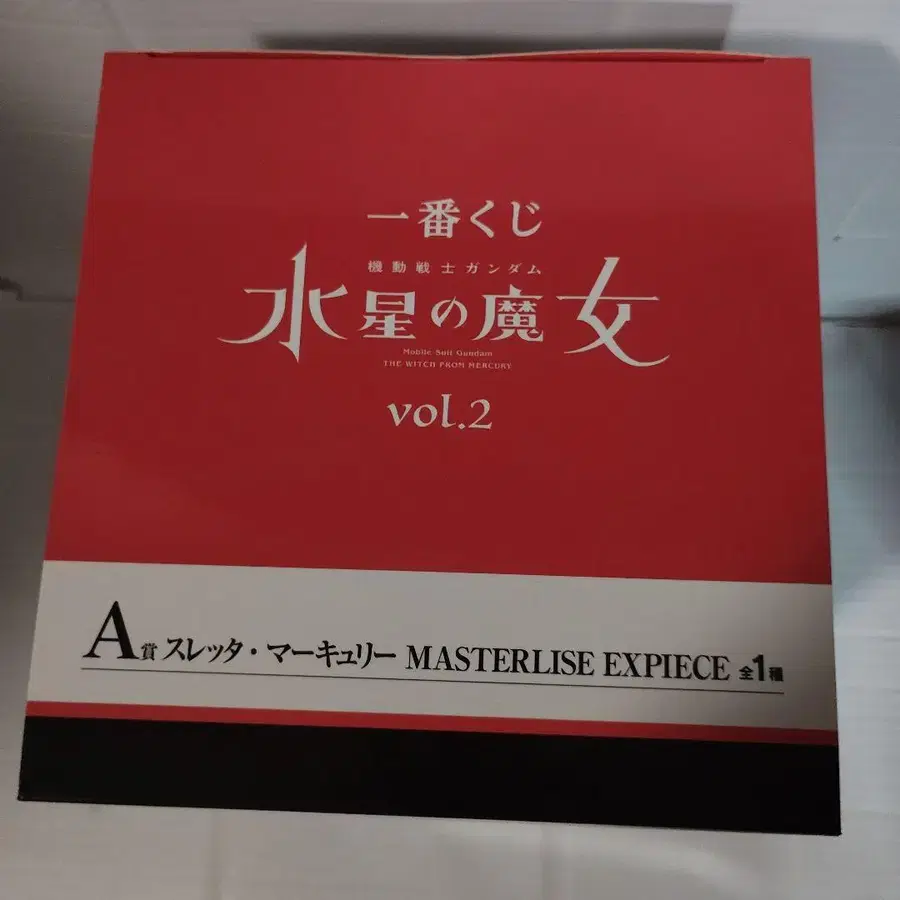 一番くじ
機動戦士ガンダム
水星の魔女
Mobile Suit Gundam
THE WITCH FROM MERCURY
vol.2
A賞 スレッタ・マーキュリー MASTERLISE EXPIECE 全1種